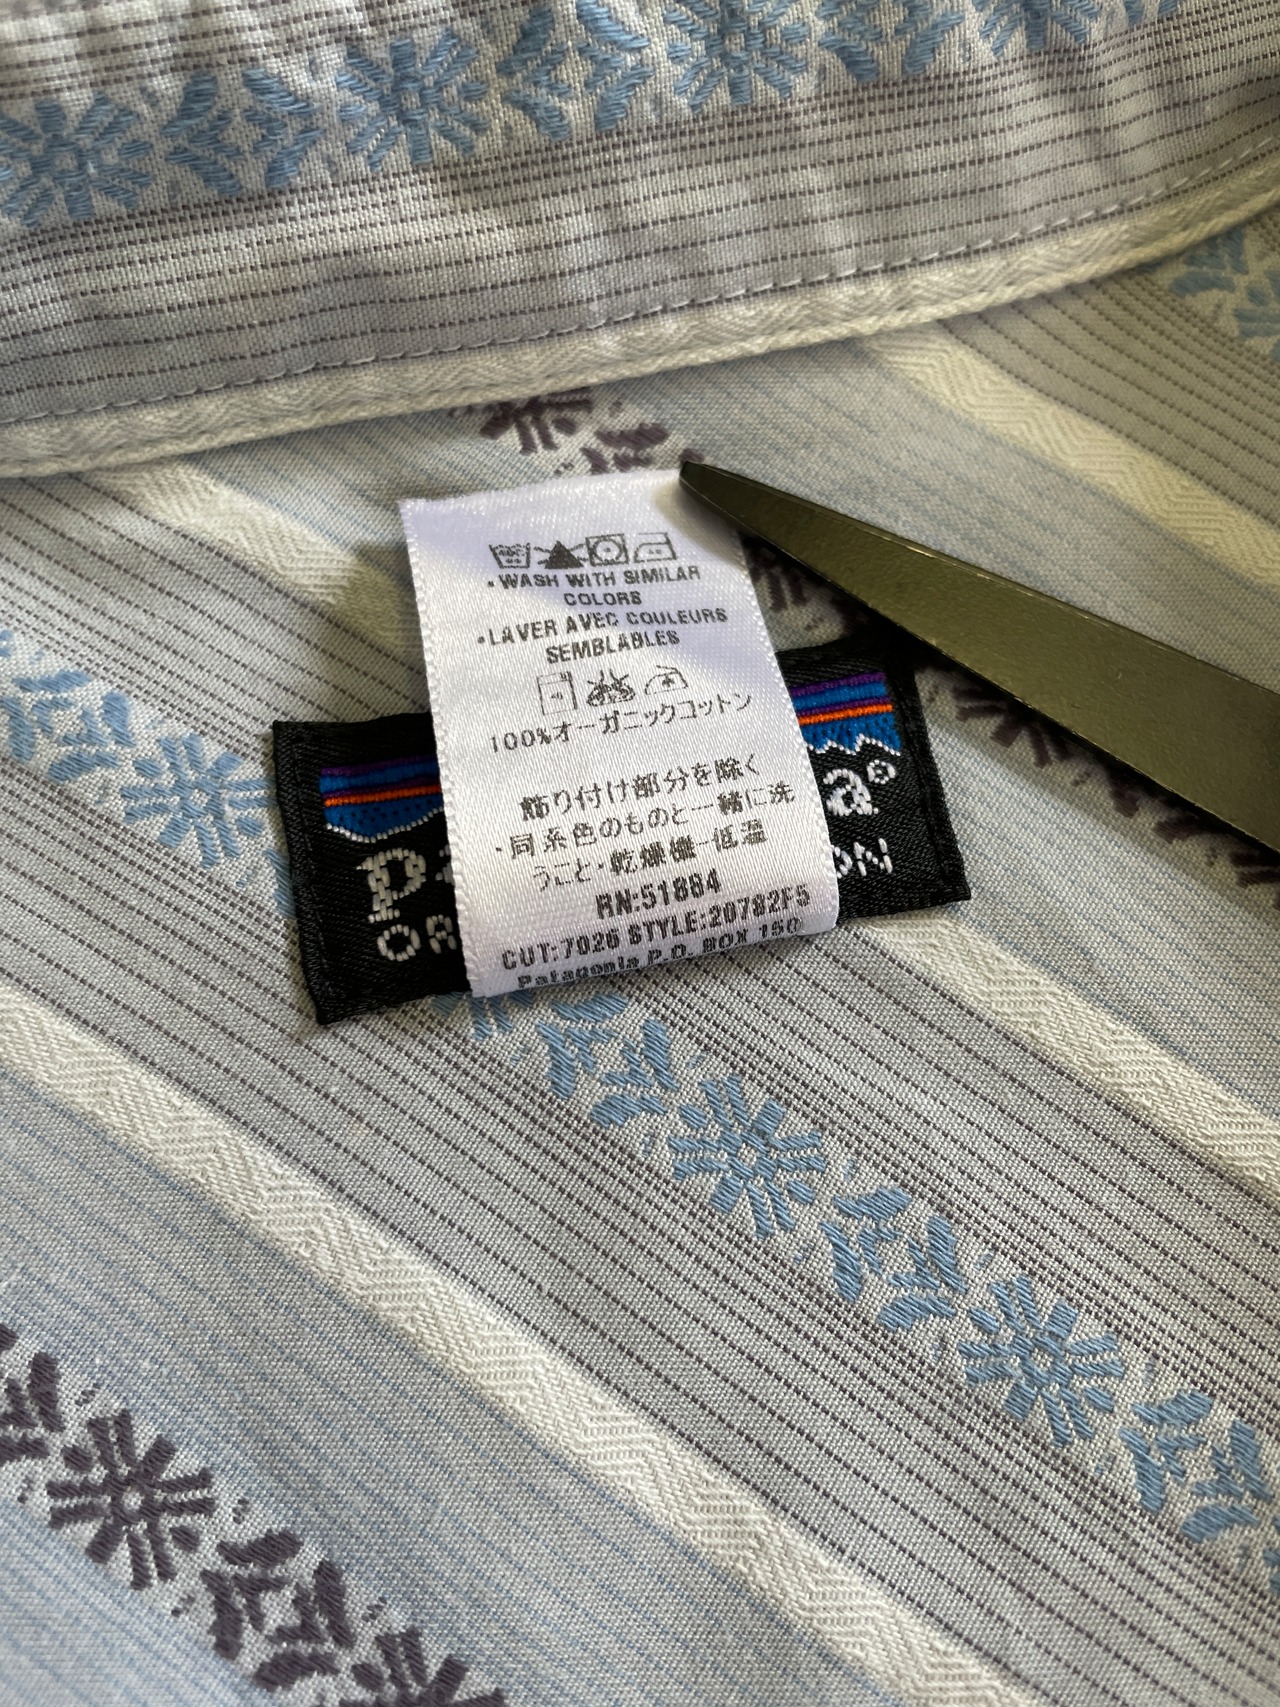 • WASH WITH SIMILAR
COLORS
•LAVER AVEC COULEURS
SEMBLABLES
100%オーガニックコットン
飾り付け部分を除く
・同系色のものと一緒に洗
うこと・乾燥機-低温
RN:51884
CUT:7026 STYLE:20782F5
Patagonia P.O. BOX 150